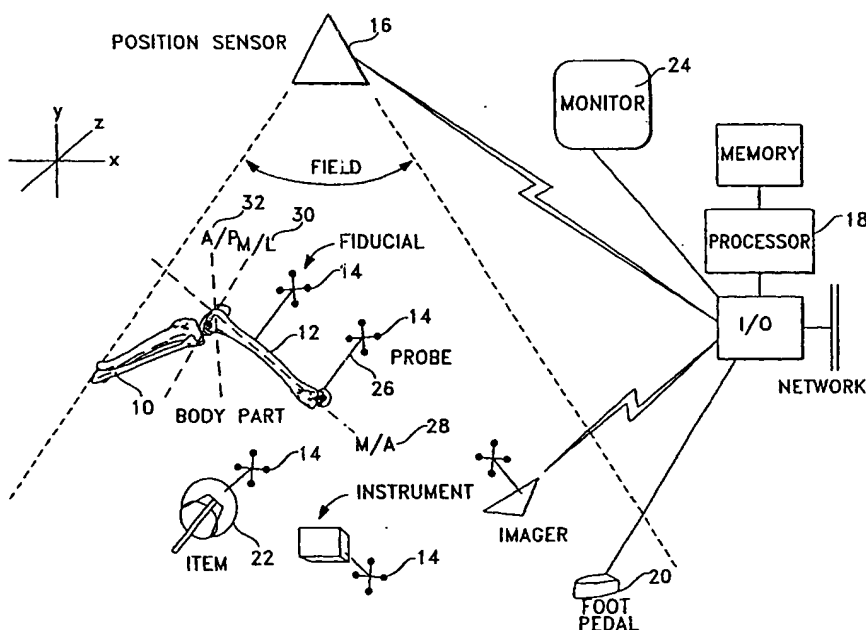 POSITION SENSOR
16
24
MONITOR
y
z
x
MEMORY
FIELD
18
PROCESSOR
32
30
A/P M/L
FIDUCIAL
14
I/O
12
14
PROBE
26
NETWORK
10
BODY PART
M/A
28
14
INSTRUMENT
IMAGER
ITEM
22
14
20
FOOT
PEDAL